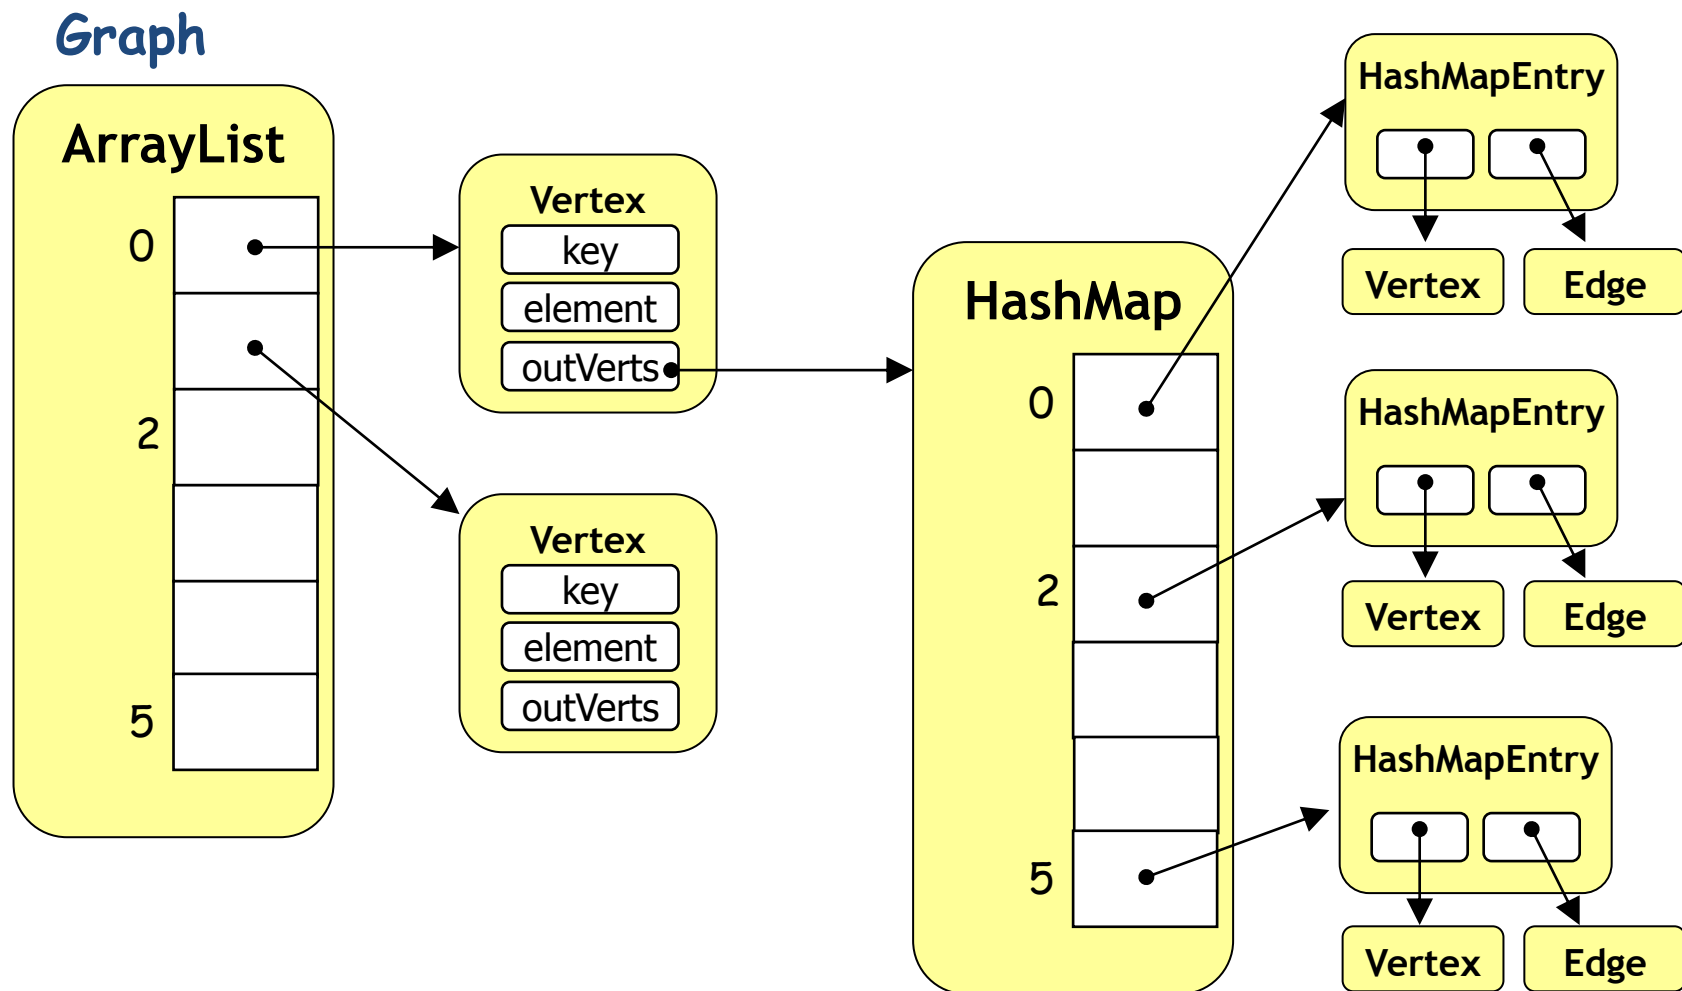 Graph
ArrayList
0
2
5
Vertex
key
element
outVerts
Vertex
key
element
outVerts
HashMap
0
2
5
HashMapEntry
Vertex Edge
HashMapEntry
Vertex Edge
HashMapEntry
Vertex Edge